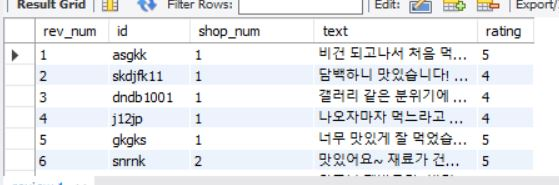 Result Grid Filter Rows: Edit: Export/
rev_num id shop_num text rating
1 asgkk 1 비건 되고나서 처음 먹... 5
2 skdjfk11 1 담백하니 맛있습니다! ... 4
3 dndb1001 1 갤러리 같은 분위기에 ... 4
4 j12jp 1 나오자마자 먹느라고 ... 4
5 gkgks 1 너무 맛있게 잘 먹었습... 5
6 snrnk 2 맛있어요~ 재료가 건... 5